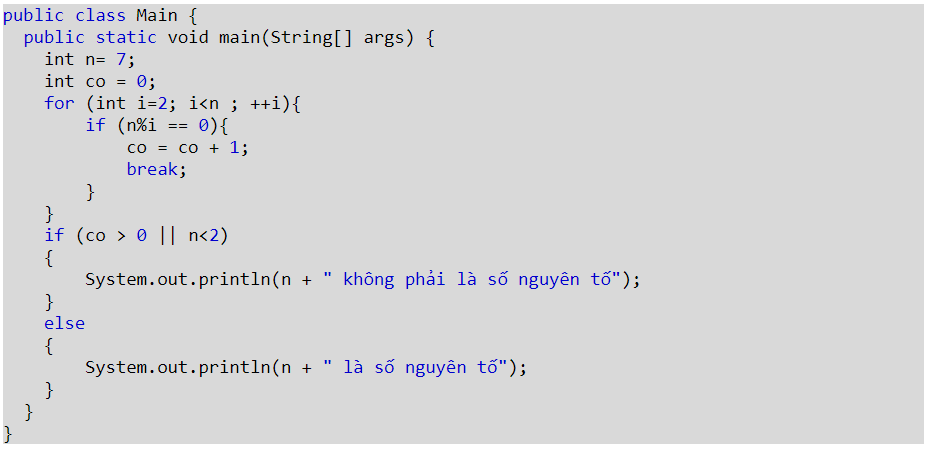 public class Main {
  public static void main(String[] args) {
    int n= 7;
    int co = 0;
    for (int i=2; i<n ; ++i){
        if (n%i == 0){
            co = co + 1;
            break;
        }
    }
    if (co > 0 || n<2)
    {
        System.out.println(n + " không phải là số nguyên tố");
    }
    else
    {
        System.out.println(n + " là số nguyên tố");
    }
  }
}